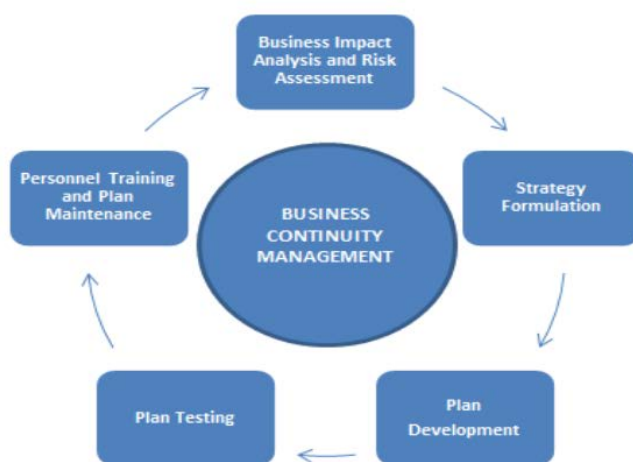 Business Impact
Analysis and Risk
Assessment
Personnel Training
and Plan
Maintenance
Strategy
Formulation
BUSINESS
CONTINUITY
MANAGEMENT
Plan Testing
Plan
Development